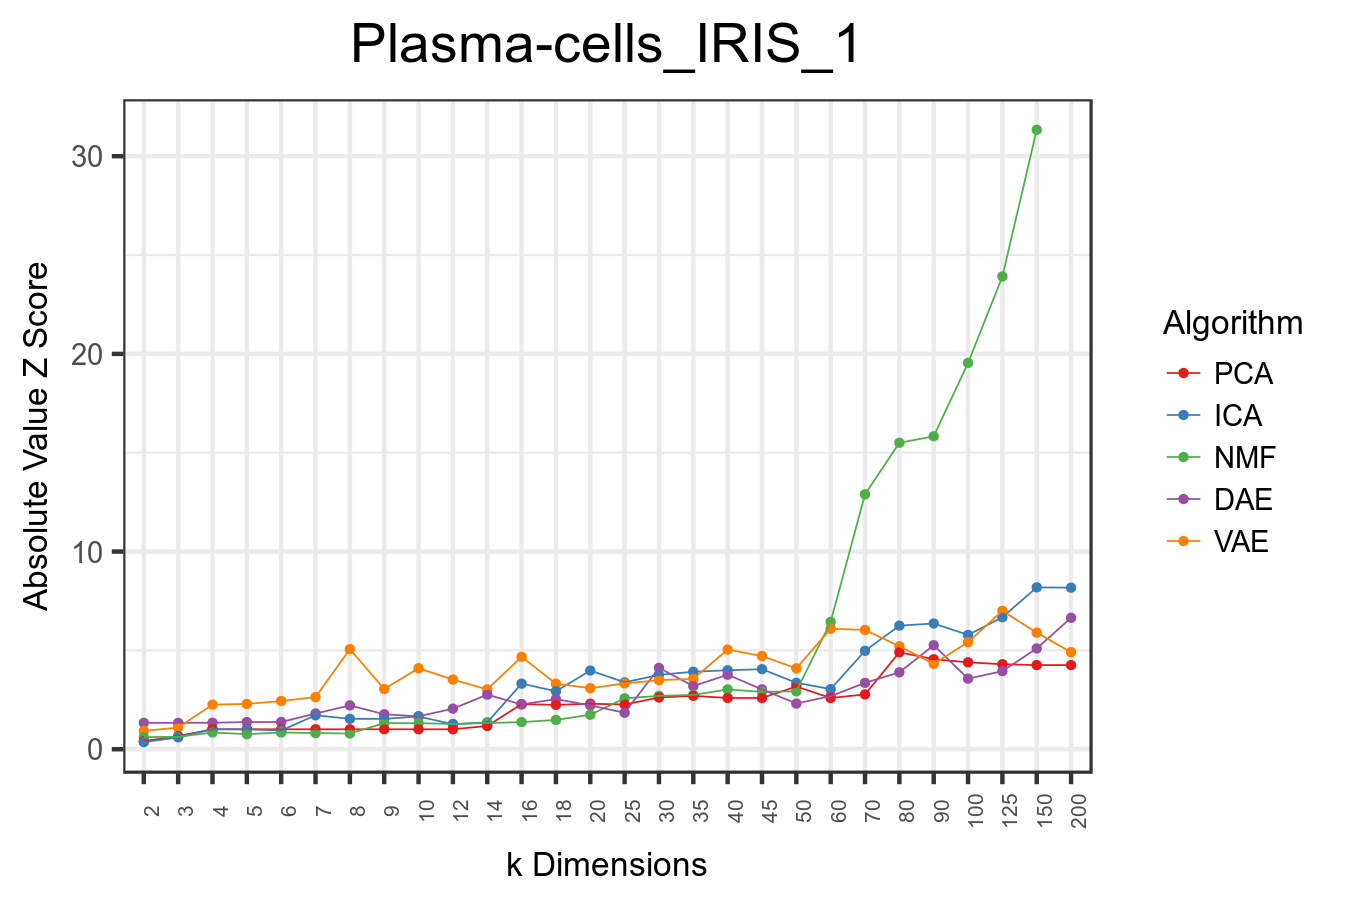 Plasma-cells_IRIS_1
Absolute Value Z Score
30
20
10
0
2 3 4 5 6 7 8 9 10 12 14 16 18 20 25 30 35 40 45 50 60 70 80 90 100 125 150 200
k Dimensions
Algorithm
PCA
ICA
NMF
DAE
VAE